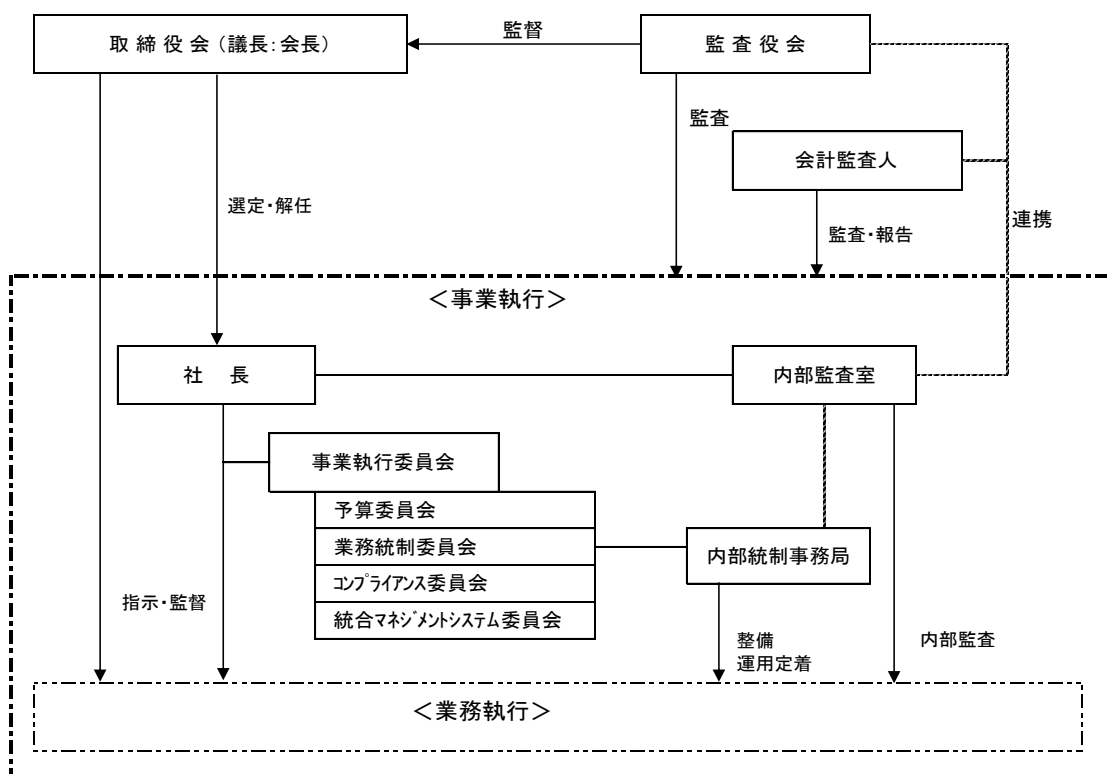 取締役会（議長：会長）
監督
監査役会
監査
会計監査人
選定・解任
監査・報告
連携
＜事業執行＞
社　長
内部監査室
事業執行委員会
予算委員会
業務統制委員会
コンプライアンス委員会
統合マネジメントシステム委員会
内部統制事務局
指示・監督
整備
運用定着
内部監査
＜業務執行＞